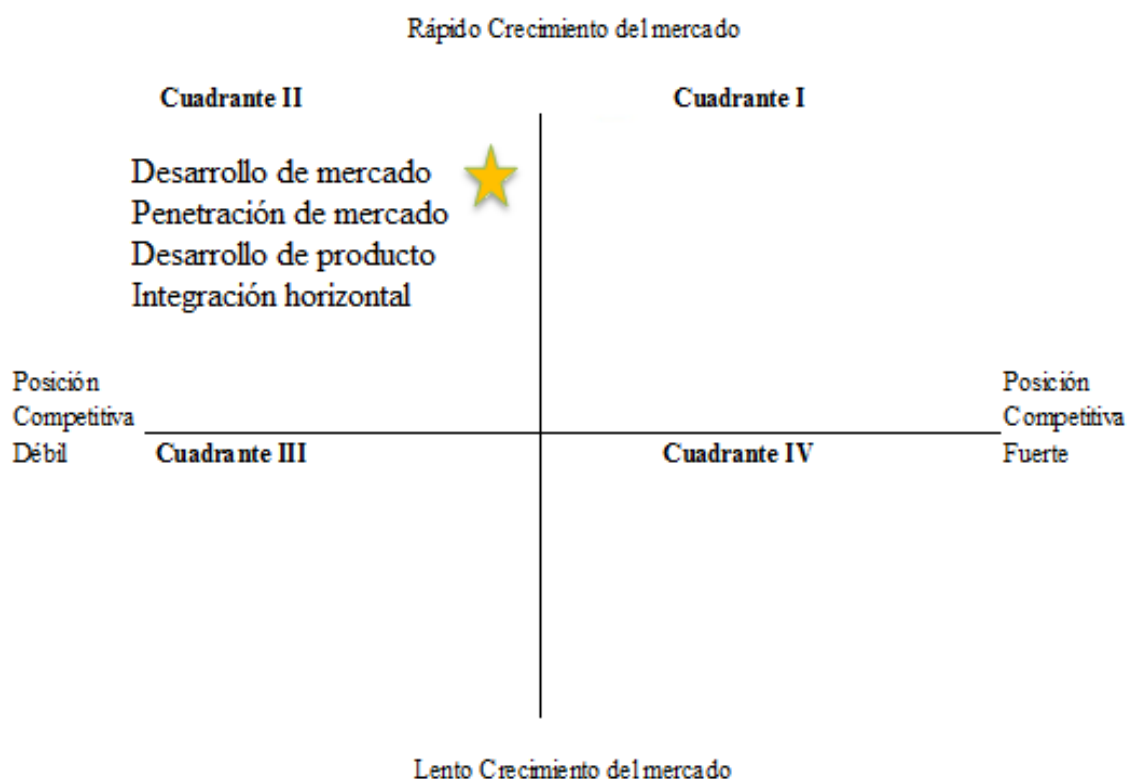 Rápido Crecimiento del mercado
Cuadrante II
Cuadrante I
Desarrollo de mercado
Penetración de mercado
Desarrollo de producto
Integración horizontal
Posición
Competitiva
Débil
Posición
Competitiva
Fuerte
Cuadrante III
Cuadrante IV
Lento Crecimiento del mercado